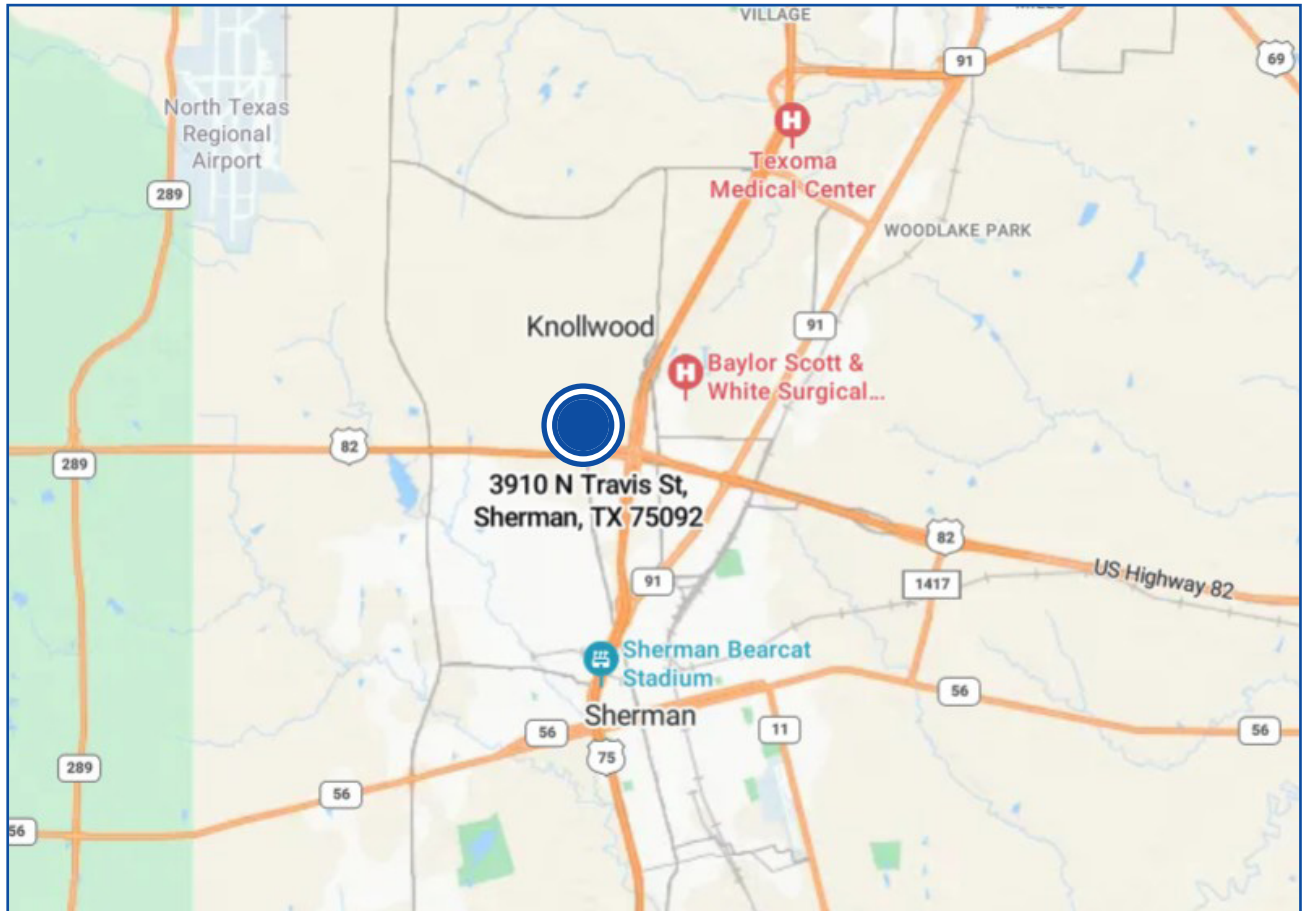 VILLAGE
91
69
North Texas
Regional
Airport
Texoma
Medical Center
289
WOODLAKE PARK
Knollwood
91
Baylor Scott &
White Surgical...
82
289
3910 N Travis St,
Sherman, TX 75092
82
US Highway 82
91
1417
Sherman Bearcat
Stadium
56
Sherman
56
11
56
75
289
56
56